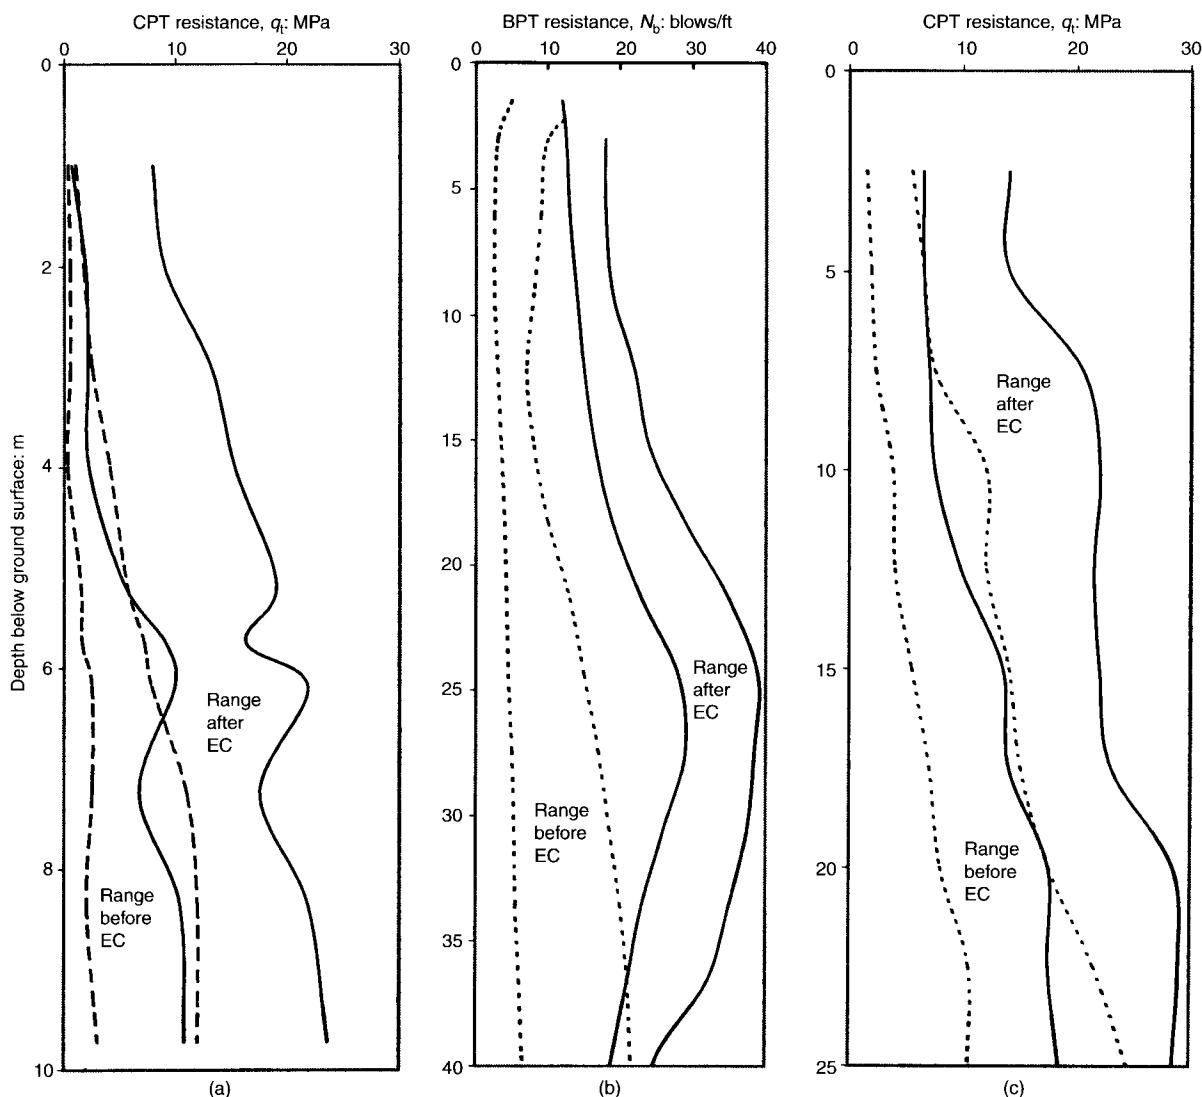 CPT resistance, qt: MPa
0 10 20 30
0
2
4
6
8
10
Depth below ground surface: m
Range
after
EC
Range
before
EC
(a)
BPT resistance, Nb: blows/ft
0 10 20 30 40
0
5
10
15
20
25
30
35
40
Range
after
EC
Range
before
EC
(b)
CPT resistance, qt: MPa
0 10 20 30
0
5
10
15
20
25
Range
after
EC
Range
before
EC
(c)